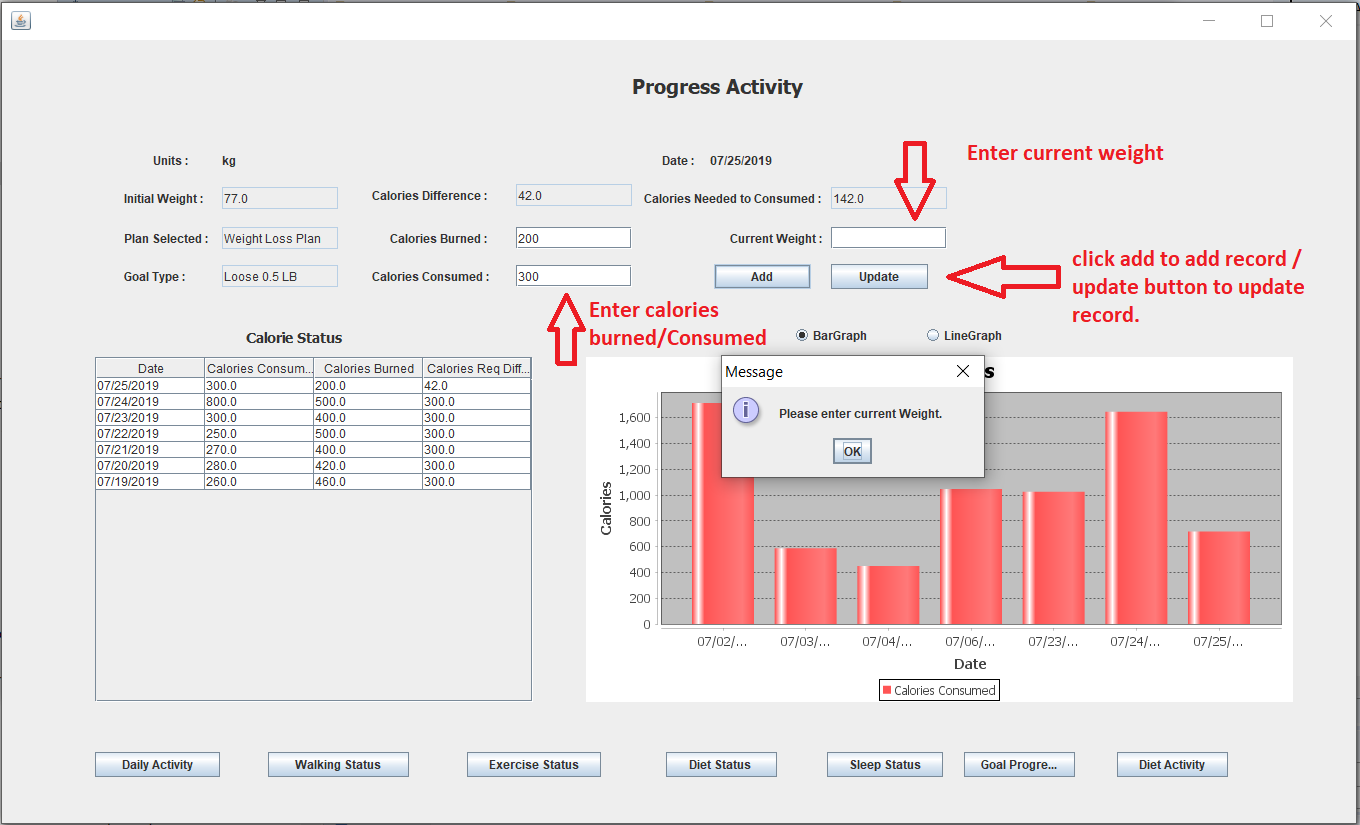 Progress Activity
Units : kg
Date : 07/25/2019
Enter current weight
Initial Weight : 77.0
Calories Difference : 42.0
Calories Needed to Consumed : 142.0
Plan Selected : Weight Loss Plan
Calories Burned : 200
Current Weight :
Goal Type : Loose 0.5 LB
Calories Consumed : 300
Add
Update
click add to add record /
update button to update
record.
Enter calories
burned/Consumed
Calorie Status
BarGraph
LineGraph
Date Calories Consum... Calories Burned Calories Req Diff...
07/25/2019 300.0 200.0 42.0
07/24/2019 800.0 500.0 300.0
07/23/2019 300.0 400.0 300.0
07/22/2019 250.0 500.0 300.0
07/21/2019 270.0 400.0 300.0
07/20/2019 280.0 420.0 300.0
07/19/2019 260.0 460.0 300.0
Message
Please enter current Weight.
OK
1,600
1,400
1,200
1,000
800
600
400
200
0
Calories
07/02/... 07/03/... 07/04/... 07/06/... 07/23/... 07/24/... 07/25/...
Date
Calories Consumed
Daily Activity
Walking Status
Exercise Status
Diet Status
Sleep Status
Goal Progre...
Diet Activity